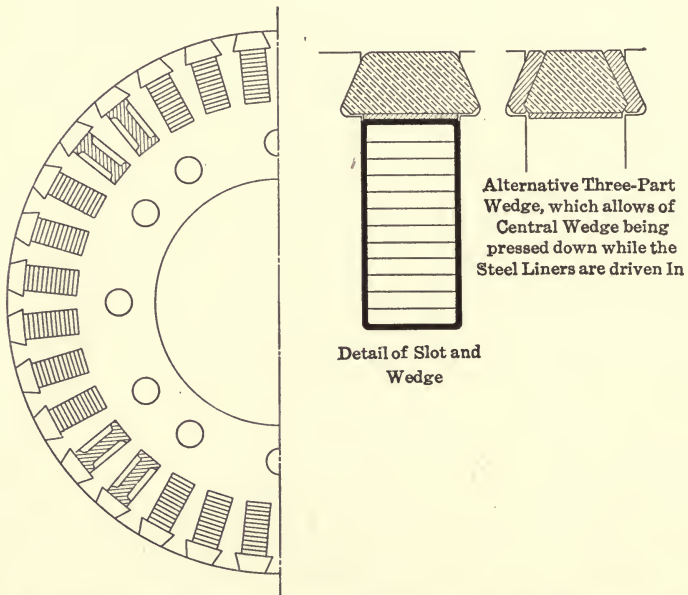 Alternative Three-Part
Wedge, which allows of
Central Wedge being
pressed down while the
Steel Liners are driven In
Detail of Slot and
Wedge